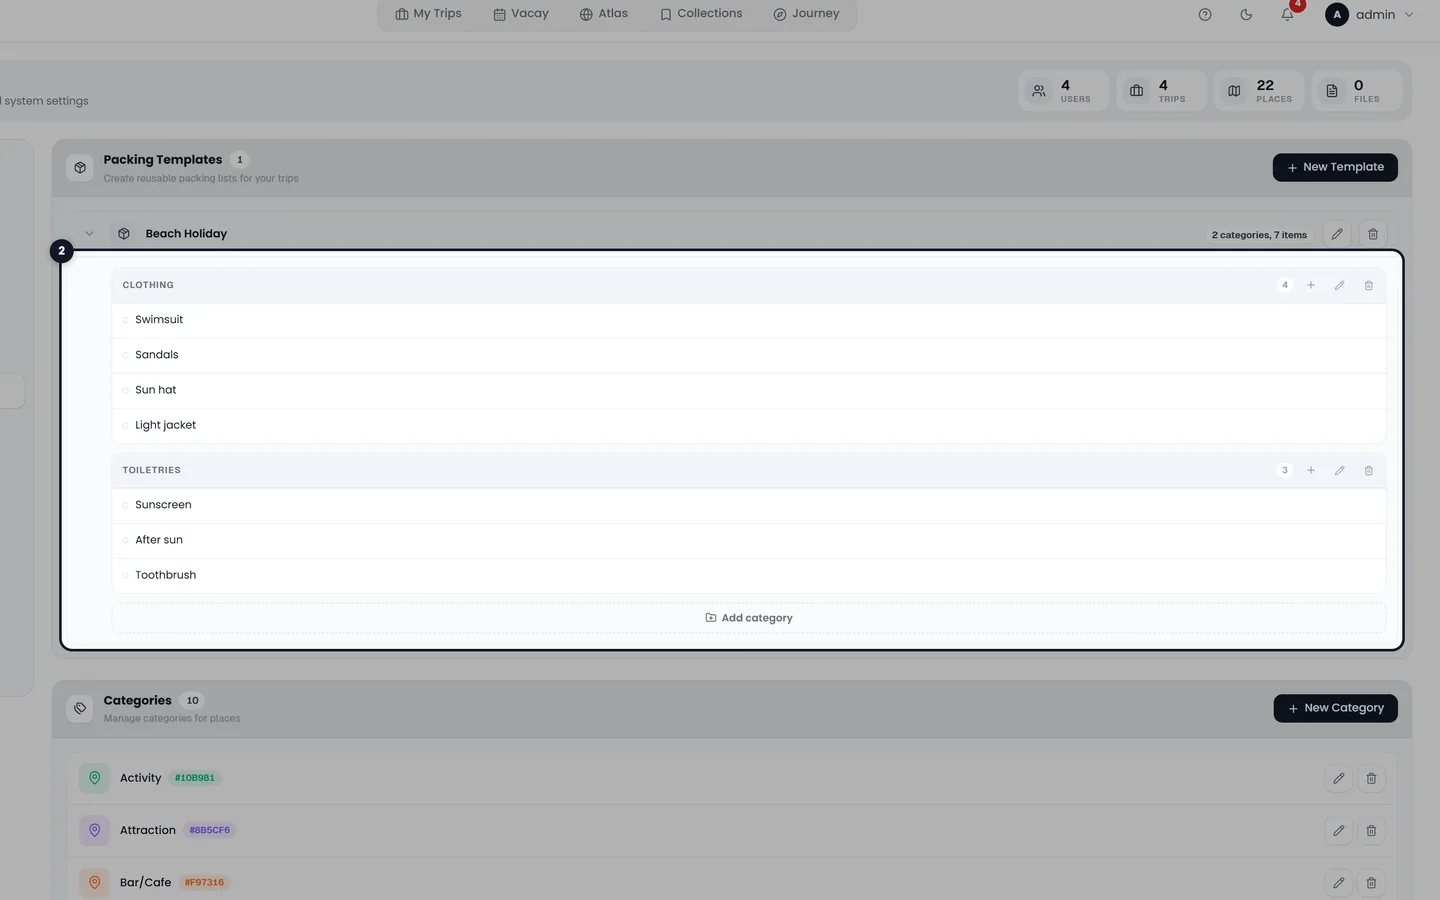 My Trips Vacay Atlas Collections Journey 4 A admin
system settings
4 USERS 4 TRIPS 22 PLACES 0 FILES
Packing Templates 1
Create reusable packing lists for your trips
+ New Template
2
Beach Holiday
2 categories, 7 items
CLOTHING 4
Swimsuit
Sandals
Sun hat
Light jacket
TOILETRIES 3
Sunscreen
After sun
Toothbrush
Add category
Categories 10
Manage categories for places
+ New Category
Activity #10B981
Attraction #8B5CF6
Bar/Cafe #F97316